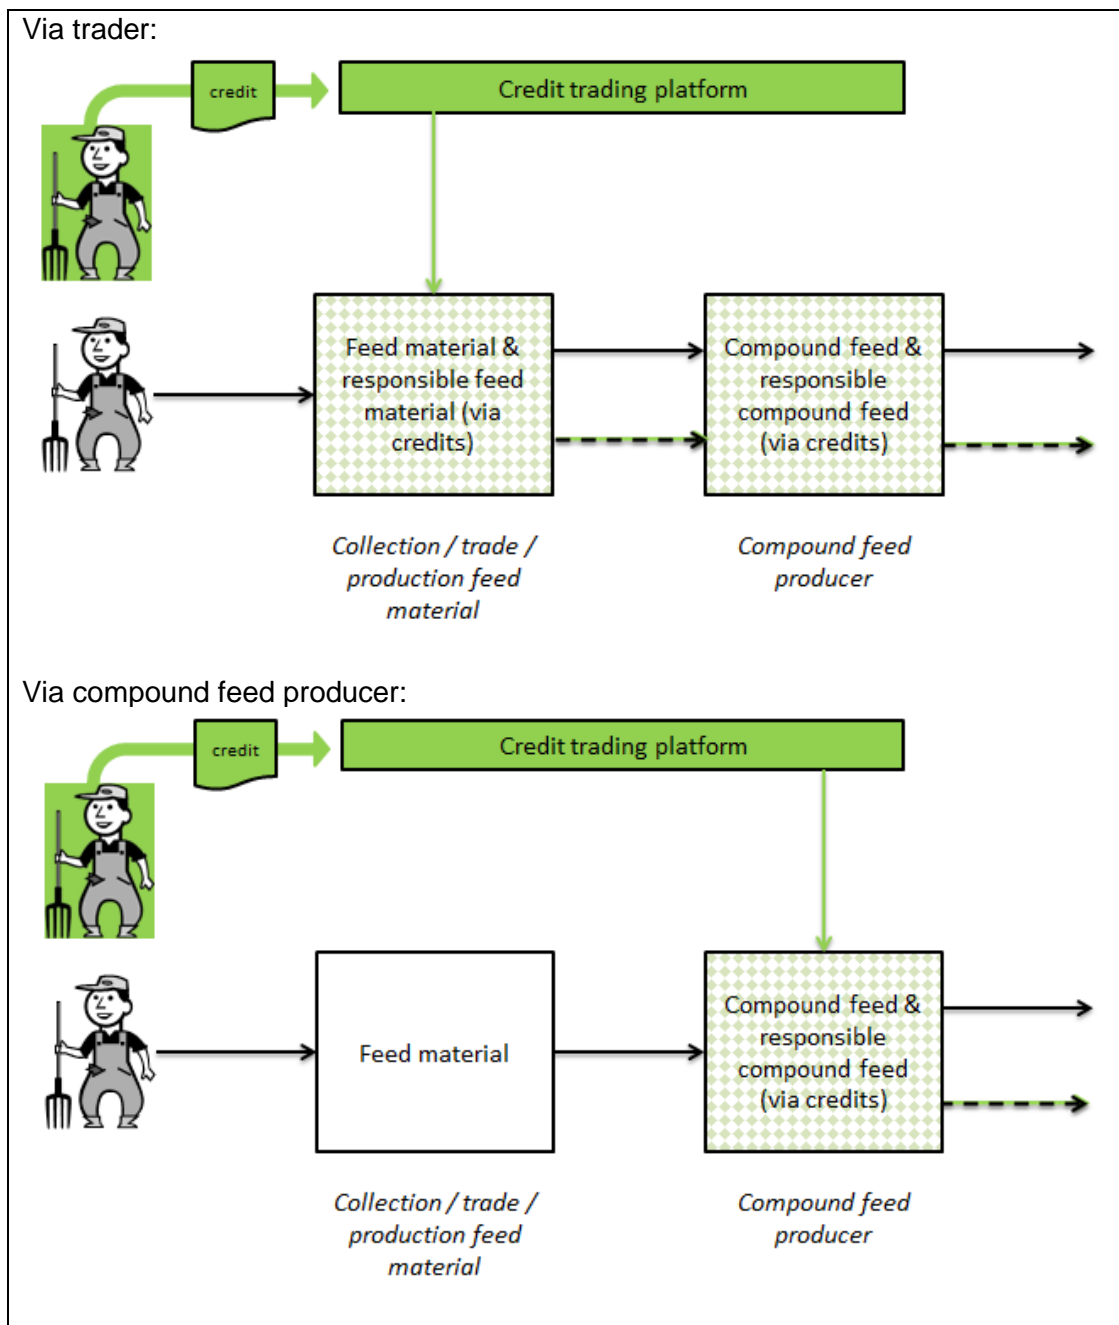 Via trader:
credit
Credit trading platform
Feed material &
responsible feed
material (via
credits)
Compound feed &
responsible
compound feed
(via credits)
Collection / trade /
production feed
material
Compound feed
producer
Via compound feed producer:
credit
Credit trading platform
Feed material
Compound feed &
responsible
compound feed
(via credits)
Collection / trade /
production feed
material
Compound feed
producer